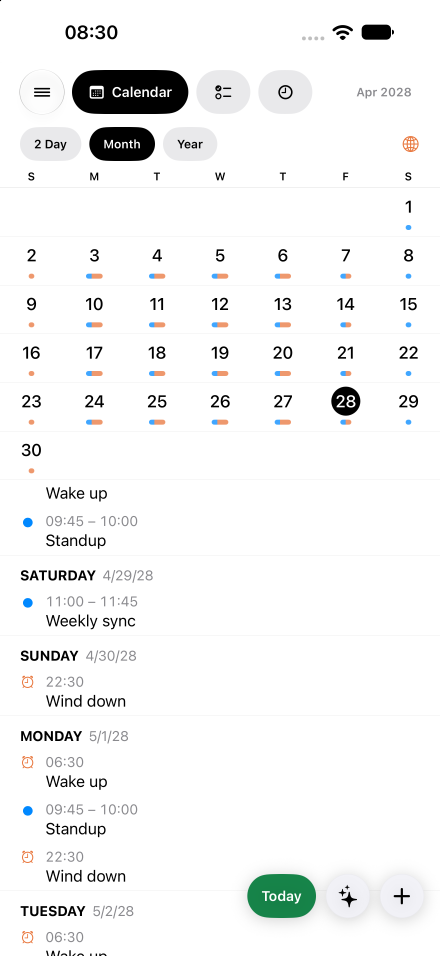 08:30
Calendar
Apr 2028
2 Day
Month
Year
S M T W T F S
1
2 3 4 5 6 7 8
9 10 11 12 13 14 15
16 17 18 19 20 21 22
23 24 25 26 27 28 29
30
Wake up
09:45 – 10:00
Standup
SATURDAY 4/29/28
11:00 – 11:45
Weekly sync
SUNDAY 4/30/28
22:30
Wind down
MONDAY 5/1/28
06:30
Wake up
09:45 – 10:00
Standup
22:30
Wind down
Today
TUESDAY 5/2/28
06:30
Wake up